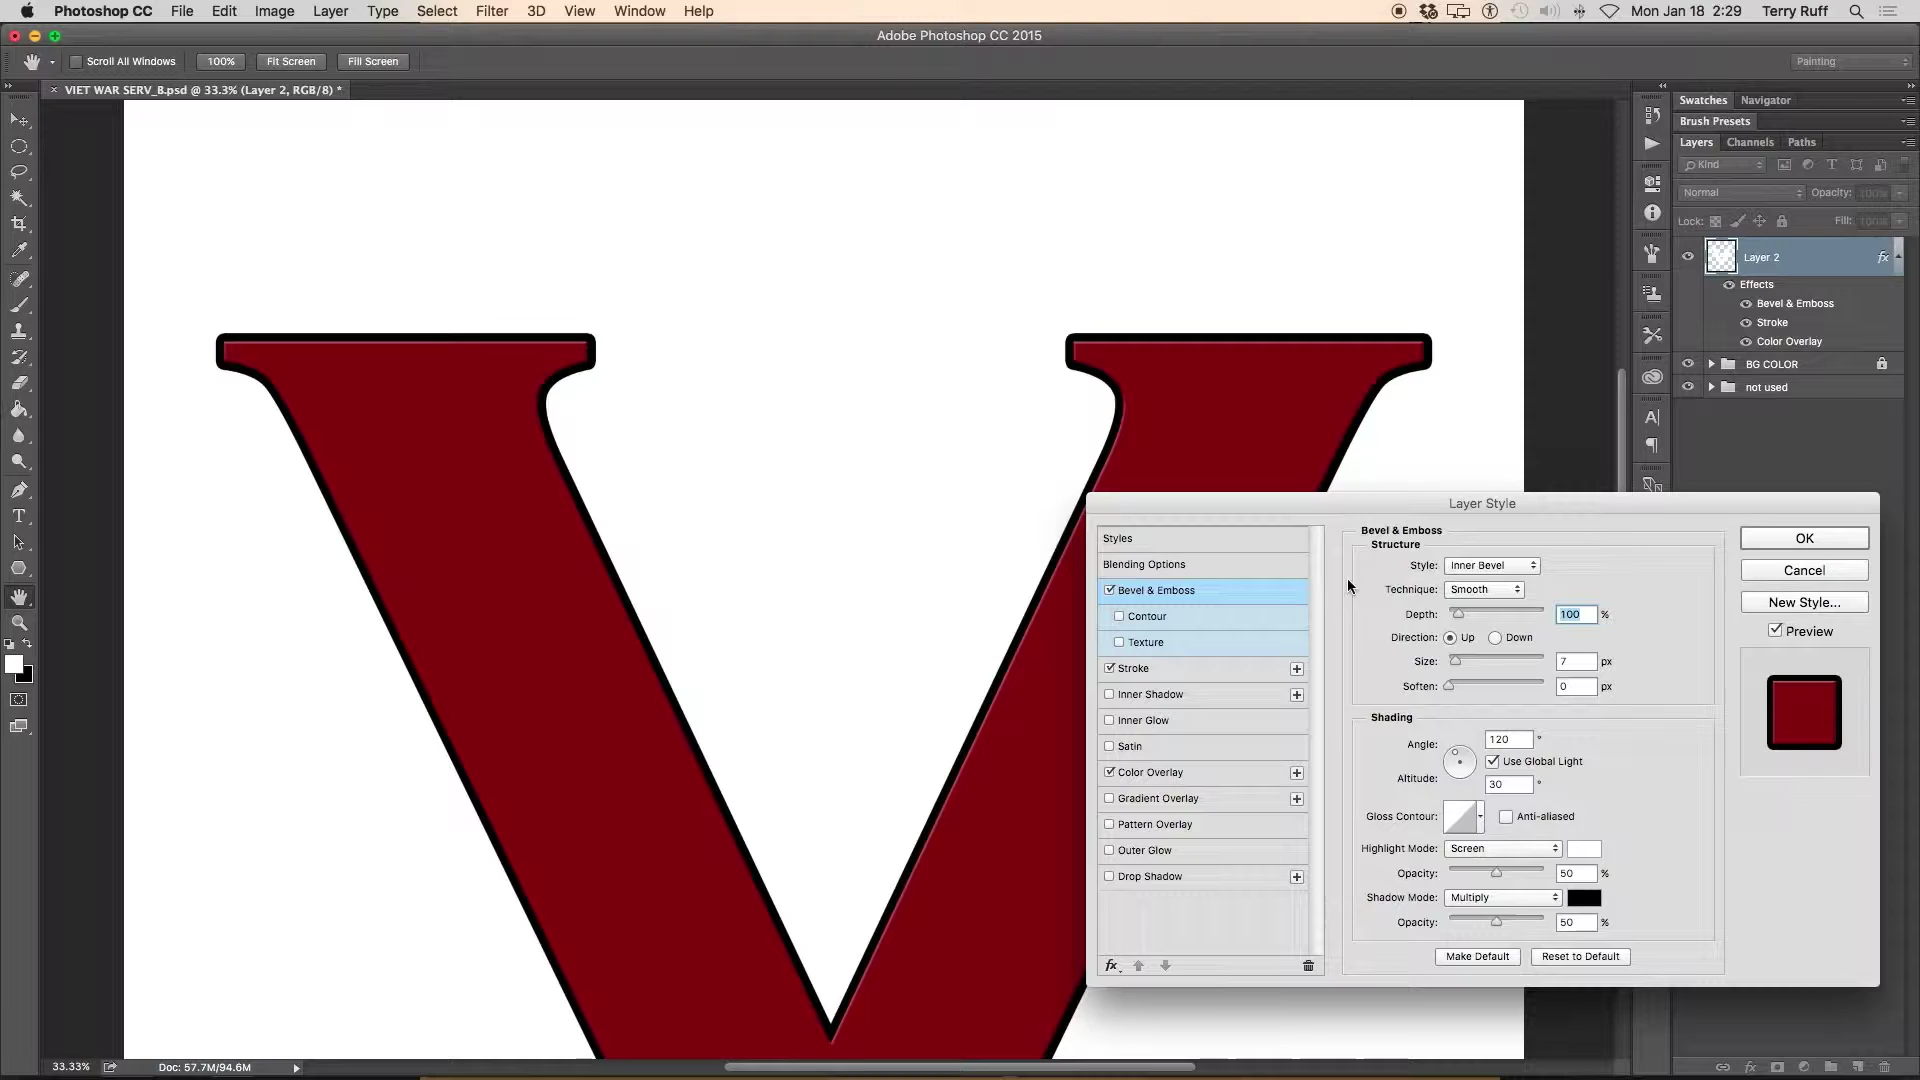 Photoshop CC File Edit Image Layer Type Select Filter 3D View Window Help Mon Jan 18 2:29 Terry Ruff
Adobe Photoshop CC 2015
Scroll All Windows 100% Fit Screen Fill Screen Painting
VIET WAR SERV_B.psd @ 33.3% (Layer 2, RGB/8) *
Swatches Navigator
Brush Presets
Layers Channels Paths
Kind
Normal Opacity: 100%
Lock: Fill: 100%
Layer 2 fx
Effects
Bevel & Emboss
Stroke
Color Overlay
BG COLOR
not used
V
Layer Style
Styles
Blending Options
Bevel & Emboss
Contour
Texture
Stroke
Inner Shadow
Inner Glow
Satin
Color Overlay
Gradient Overlay
Pattern Overlay
Outer Glow
Drop Shadow
fx
Bevel & Emboss
Structure
Style: Inner Bevel
Technique: Smooth
Depth: 100 %
Direction: Up Down
Size: 7 px
Soften: 0 px
Shading
Angle: 120 °
Use Global Light
Altitude: 30 °
Gloss Contour: Anti-aliased
Highlight Mode: Screen
Opacity: 50 %
Shadow Mode: Multiply
Opacity: 50 %
Make Default Reset to Default
OK
Cancel
New Style...
Preview
33.33% Doc: 57.7M/94.6M
fx